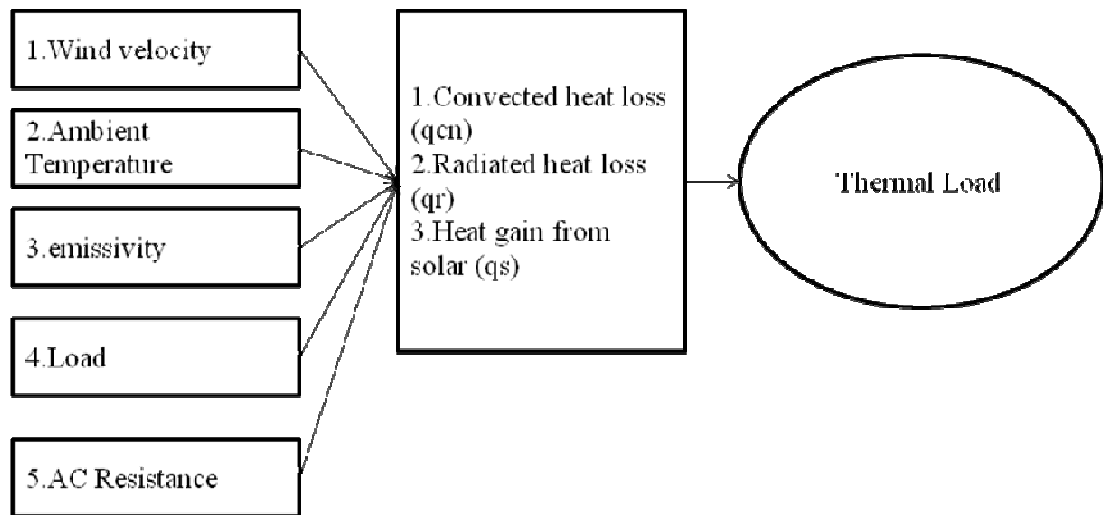 1.Wind velocity
2.Ambient
Temperature
3.emissivity
4.Load
5.AC Resistance
1.Convected heat loss
(qcn)
2.Radiated heat loss
(qr)
3.Heat gain from
solar (qs)
Thermal Load